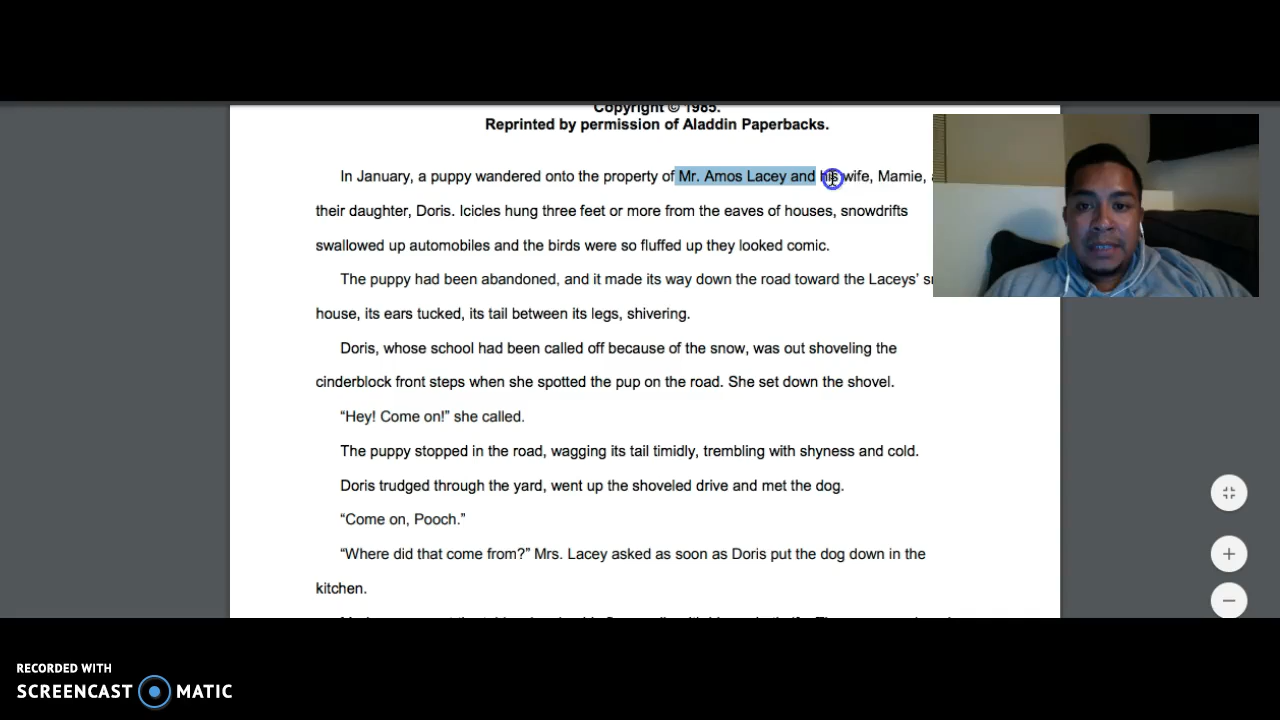 Copyright © 1985.
Reprinted by permission of Aladdin Paperbacks.
In January, a puppy wandered onto the property of Mr. Amos Lacey and his wife, Mamie,
their daughter, Doris. Icicles hung three feet or more from the eaves of houses, snowdrifts
swallowed up automobiles and the birds were so fluffed up they looked comic.
The puppy had been abandoned, and it made its way down the road toward the Laceys’
house, its ears tucked, its tail between its legs, shivering.
Doris, whose school had been called off because of the snow, was out shoveling the
cinderblock front steps when she spotted the pup on the road. She set down the shovel.
“Hey! Come on!” she called.
The puppy stopped in the road, wagging its tail timidly, trembling with shyness and cold.
Doris trudged through the yard, went up the shoveled drive and met the dog.
“Come on, Pooch.”
“Where did that come from?” Mrs. Lacey asked as soon as Doris put the dog down in the
kitchen.
RECORDED WITH
SCREENCAST MATIC